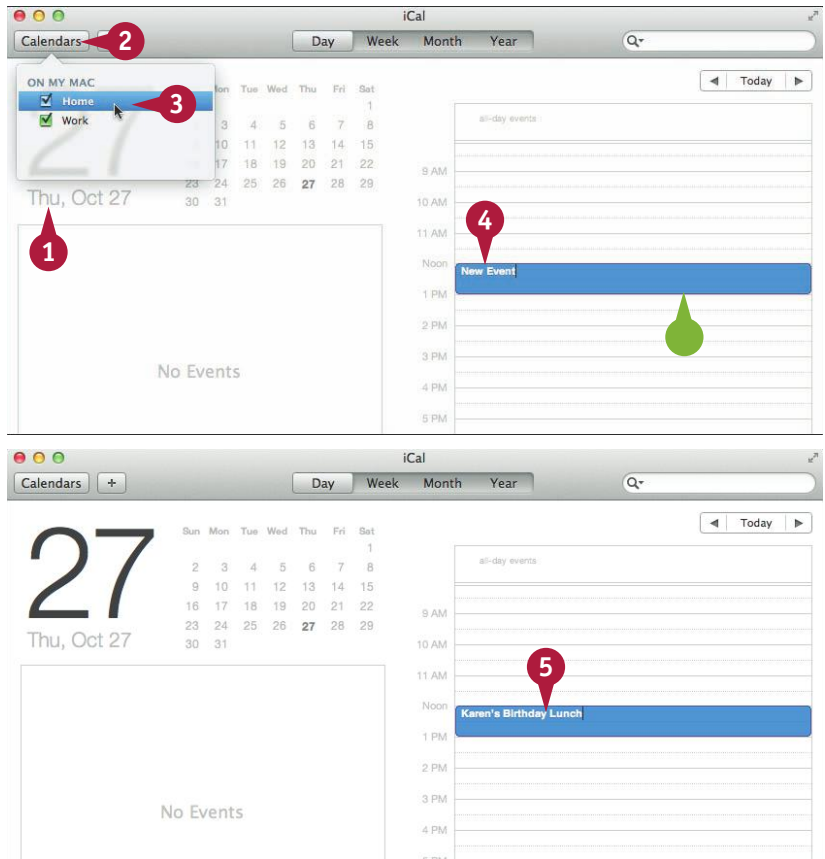 iCal
Calendars 2 Day Week Month Year
ON MY MAC
Home 3
Work
27
Thu, Oct 27
1
Mon Tue Wed Thu Fri Sat
1
3 4 5 6 7 8
10 11 12 13 14 15
17 18 19 20 21 22
23 24 25 26 27 28 29
30 31
No Events
Today
all-day events
9 AM
10 AM
11 AM
4
Noon
New Event
1 PM
2 PM
3 PM
4 PM
5 PM
iCal
Calendars + Day Week Month Year
27
Thu, Oct 27
Sun Mon Tue Wed Thu Fri Sat
1
2 3 4 5 6 7 8
9 10 11 12 13 14 15
16 17 18 19 20 21 22
23 24 25 26 27 28 29
30 31
No Events
Today
all-day events
9 AM
10 AM
11 AM
5
Noon
Karen's Birthday Lunch
1 PM
2 PM
3 PM
4 PM